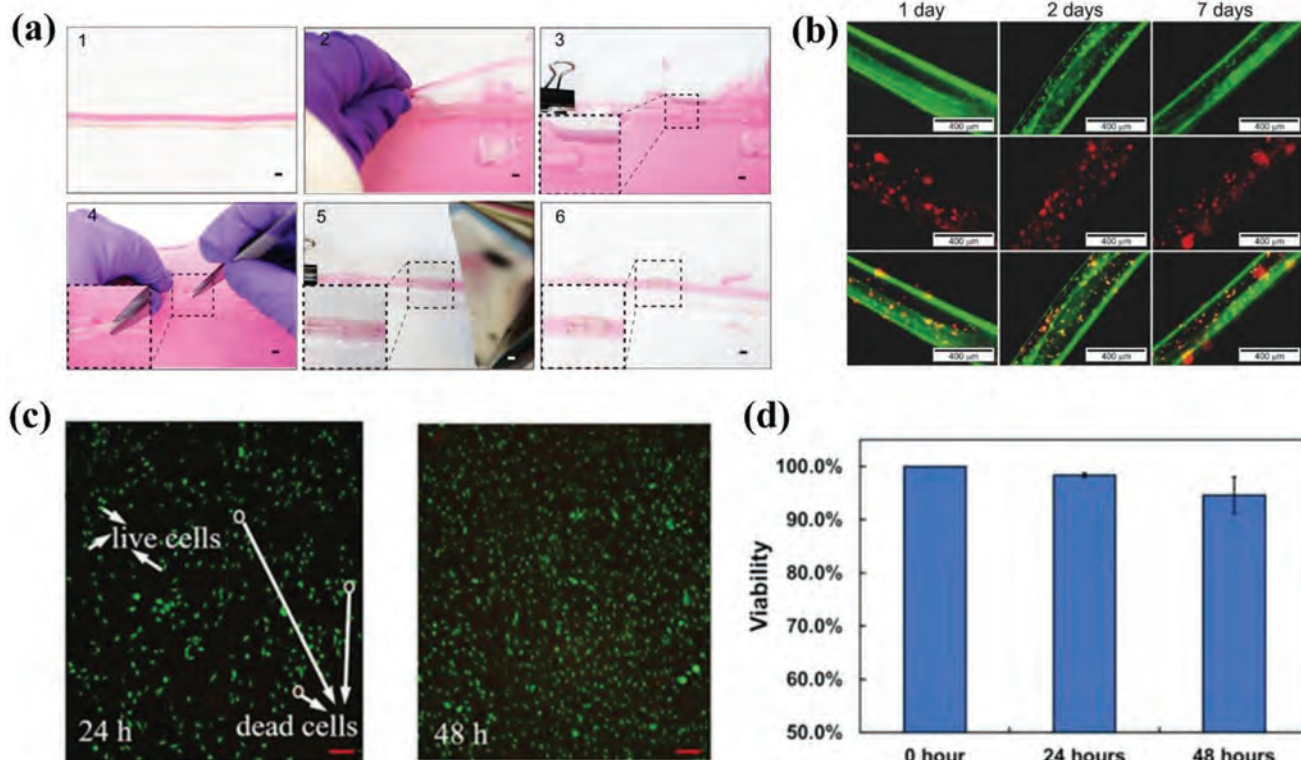 (a)
1
2
3
4
5
6
(b)
1 day
2 days
7 days
400 µm
400 µm
400 µm
400 µm
400 µm
400 µm
400 µm
400 µm
400 µm
(c)
live cells
dead cells
24 h
48 h
(d)
100.0%
90.0%
80.0%
70.0%
60.0%
50.0%
Viability
0 hour
24 hours
48 hours